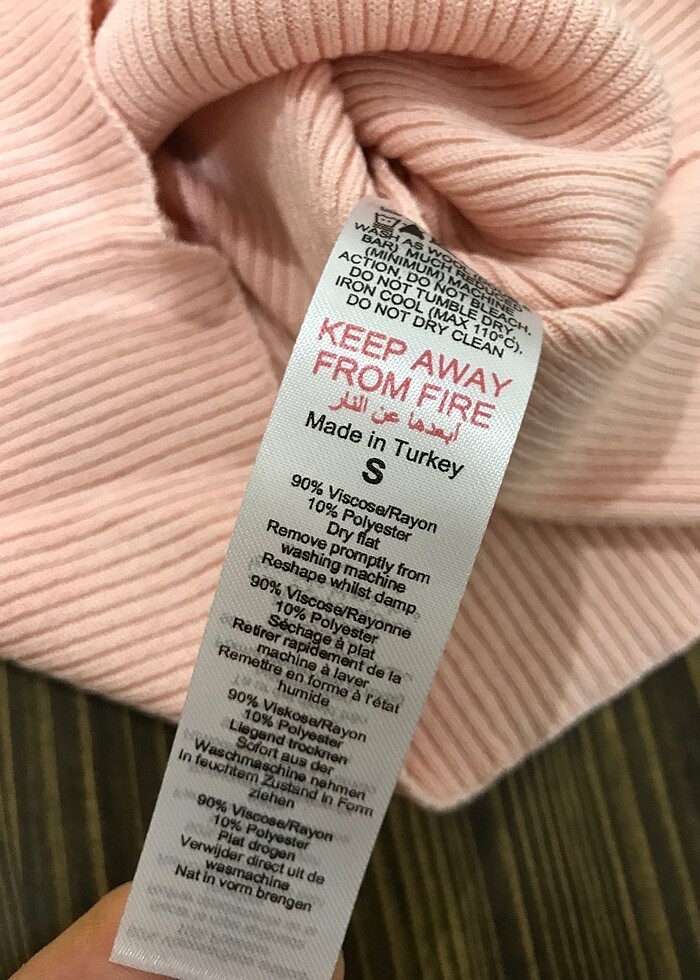 WASH AS WOOL
BAR) MUCH REDUCED
(MINIMUM) MACHINE
ACTION. DO NOT BLEACH.
DO NOT TUMBLE DRY.
IRON COOL (MAX 110°C).
DO NOT DRY CLEAN
KEEP AWAY
FROM FIRE
أبعدها عن النار
Made in Turkey
S
90% Viscose/Rayon
10% Polyester
Dry flat
Remove promptly from
washing machine
Reshape whilst damp
90% Viscose/Rayonne
10% Polyester
Séchage à plat
Retirer rapidement de la
machine à laver
Remettre en forme à l'état
humide
90% Viskose/Rayon
10% Polyester
Liegend trocknen
Sofort aus der
Waschmaschine nehmen
In feuchtem Zustand in Form
ziehen
90% Viscose/Rayon
10% Polyester
Plat drogen
Verwijder direct uit de
wasmachine
Nat in vorm brengen